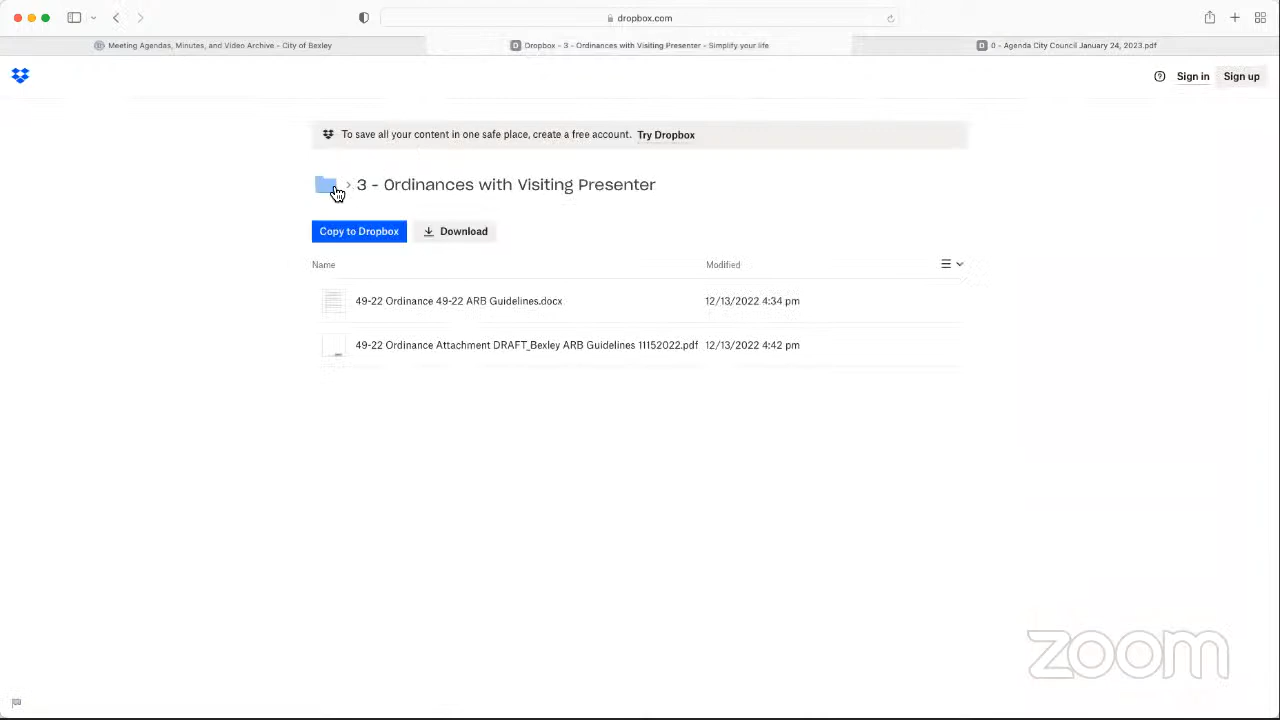 dropbox.com
Meeting Agendas, Minutes, and Video Archive - City of Bexley
Dropbox - 3 - Ordinances with Visiting Presenter - Simplify your life
0 - Agenda City Council January 24, 2023.pdf
Sign in
Sign up
To save all your content in one safe place, create a free account. Try Dropbox
3 - Ordinances with Visiting Presenter
Copy to Dropbox
Download
Name
Modified
49-22 Ordinance 49-22 ARB Guidelines.docx
12/13/2022 4:34 pm
49-22 Ordinance Attachment DRAFT_Bexley ARB Guidelines 11152022.pdf
12/13/2022 4:42 pm
zoom